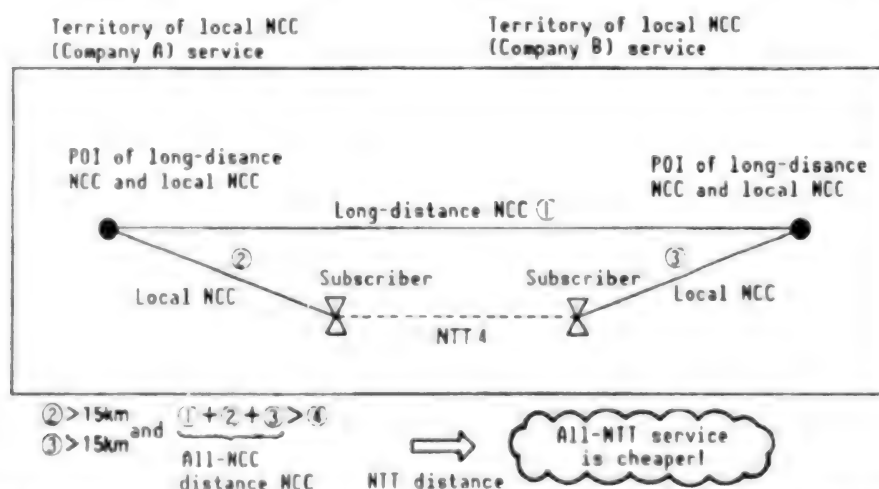 Territory of local NCC
(Company A) service
Territory of local NCC
(Company B) service
POI of long-disance
NCC and local NCC
POI of long-disance
NCC and local NCC
Long-distance NCC ①
②
③
Subscriber
Subscriber
Local NCC
Local NCC
NTT 4
②>15km
③>15km
and
①+②+③>④
All-NCC
distance NCC
NTT distance
All-NTT service
is cheaper!